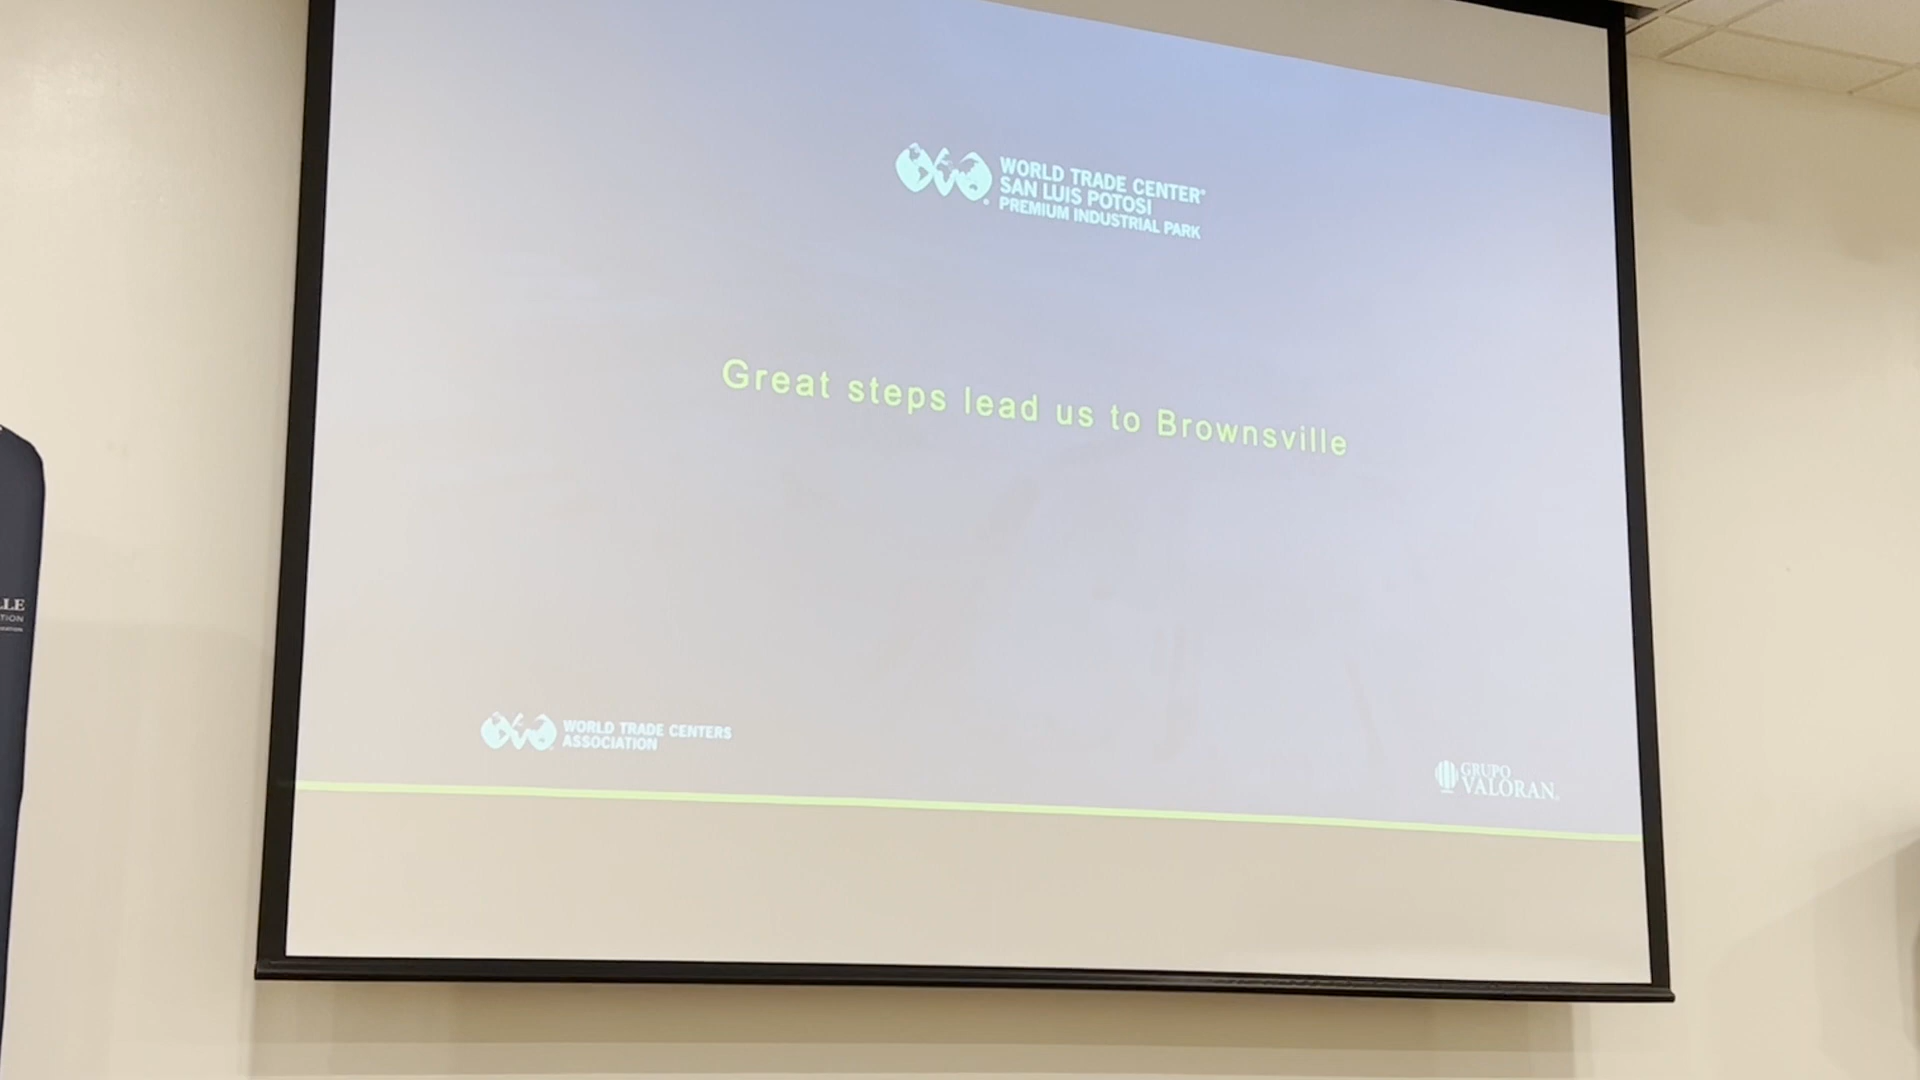 WORLD TRADE CENTER®
SAN LUIS POTOSI
PREMIUM INDUSTRIAL PARK
Great steps lead us to Brownsville
WORLD TRADE CENTERS
ASSOCIATION
GRUPO
VALORAN®
LLE
TION